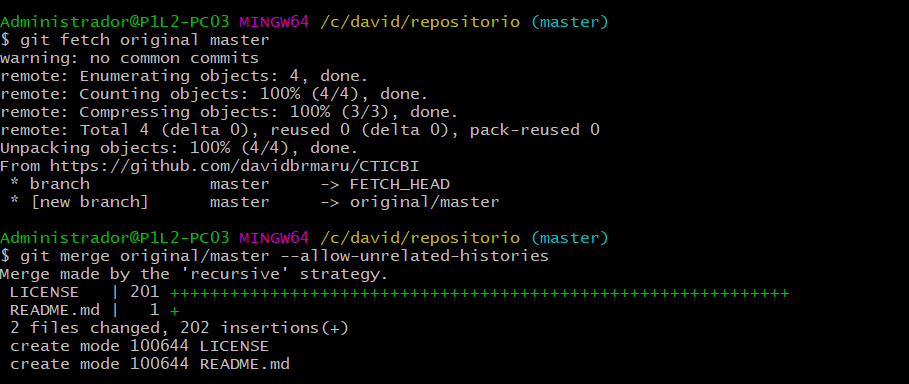 Administrador@P1L2-PC03 MINGW64 /c/david/repositorio (master)
$ git fetch original master
warning: no common commits
remote: Enumerating objects: 4, done.
remote: Counting objects: 100% (4/4), done.
remote: Compressing objects: 100% (3/3), done.
remote: Total 4 (delta 0), reused 0 (delta 0), pack-reused 0
Unpacking objects: 100% (4/4), done.
From https://github.com/davidbrmaru/CTICBI
 * branch            master     -> FETCH_HEAD
 * [new branch]      master     -> original/master

Administrador@P1L2-PC03 MINGW64 /c/david/repositorio (master)
$ git merge original/master --allow-unrelated-histories
Merge made by the 'recursive' strategy.
 LICENSE   | 201 ++++++++++++++++++++++++++++++++++++++++++++++++++++++++++++++
 README.md |   1 +
 2 files changed, 202 insertions(+)
 create mode 100644 LICENSE
 create mode 100644 README.md